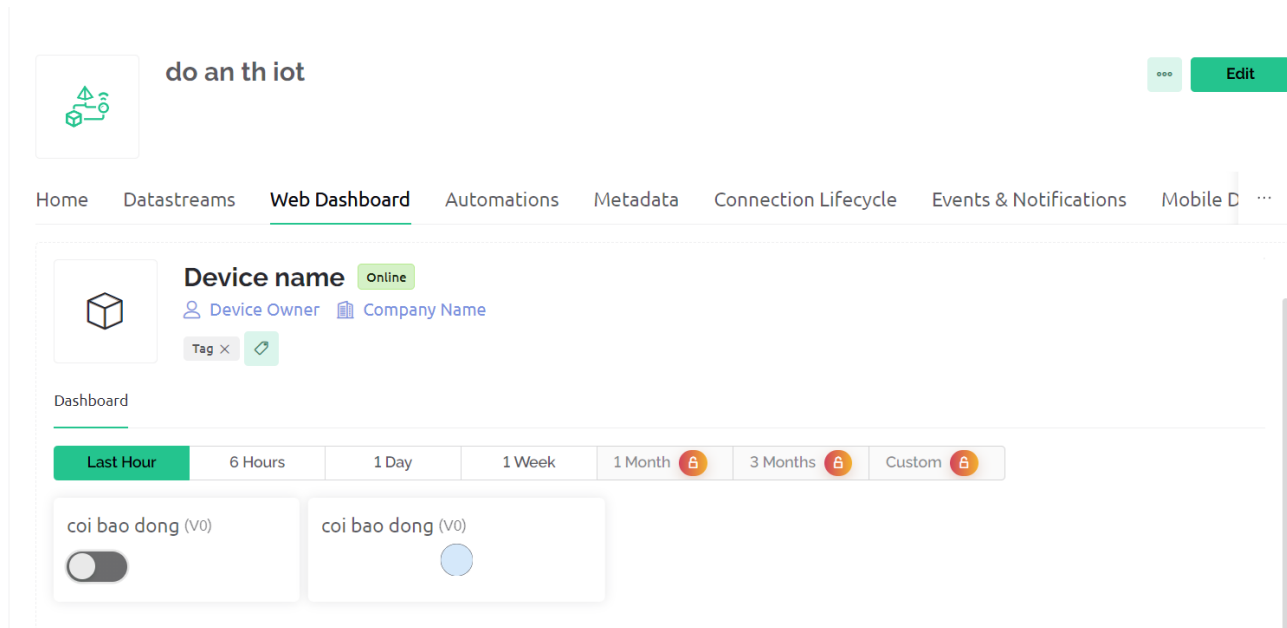 do an th iot
Edit
Home Datastreams Web Dashboard Automations Metadata Connection Lifecycle Events & Notifications Mobile D
Device name Online
Device Owner Company Name
Tag
Dashboard
Last Hour 6 Hours 1 Day 1 Week 1 Month 3 Months Custom
coi bao dong (V0) coi bao dong (V0)